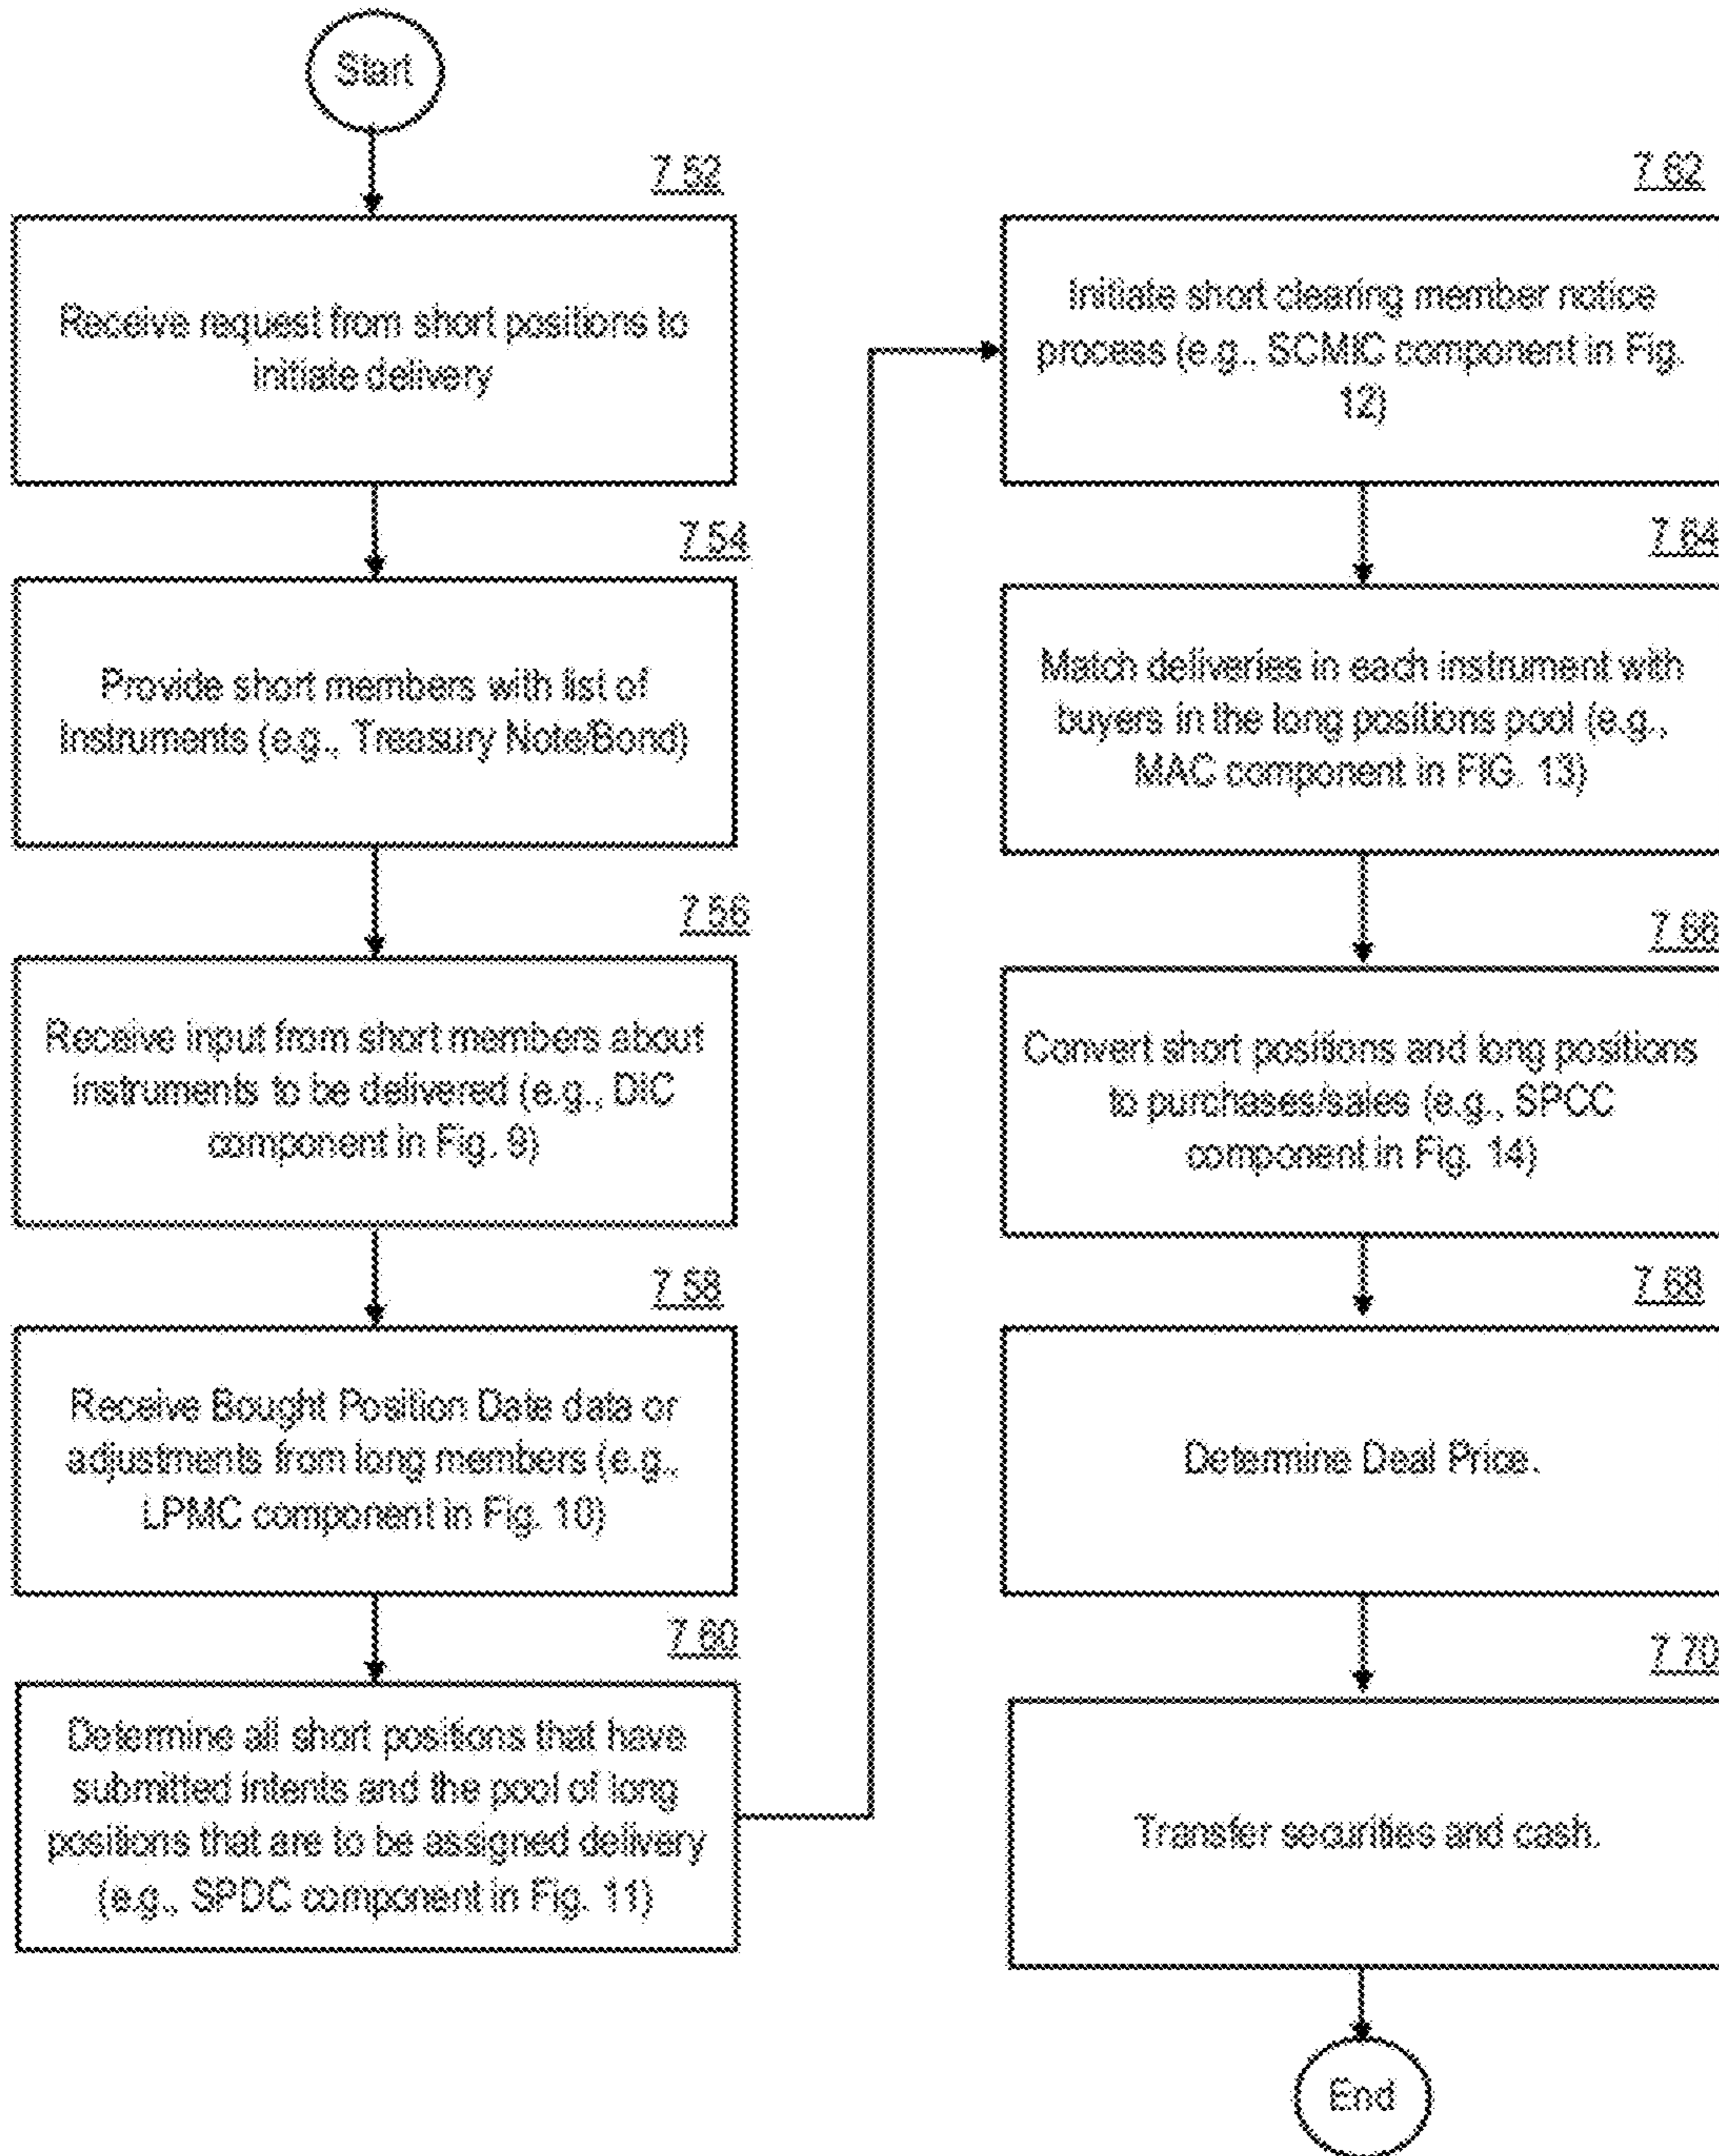 Start
7.52
Receive request from short positions to
initiate delivery
7.54
Provide short members with list of
Instruments (e.g., Treasury Note/Bond)
7.56
Receive input from short members about
instruments to be delivered (e.g., DIC
component in Fig. 9)
7.58
Receive Bought Position Date data or
adjustments from long members (e.g.,
LPMC component in Fig. 10)
7.60
Determine all short positions that have
submitted intents and the pool of long
positions that are to be assigned delivery
(e.g., SPDC component in Fig. 11)
7.62
Initiate short clearing member notice
process (e.g., SCMIC component in Fig.
12)
7.64
Match deliveries in each instrument with
buyers in the long positions pool (e.g.,
MAC component in FIG. 13)
7.66
Convert short positions and long positions
to purchases/sales (e.g., SPCC
component in Fig. 14)
7.68
Determine Deal Price.
7.70
Transfer securities and cash.
End